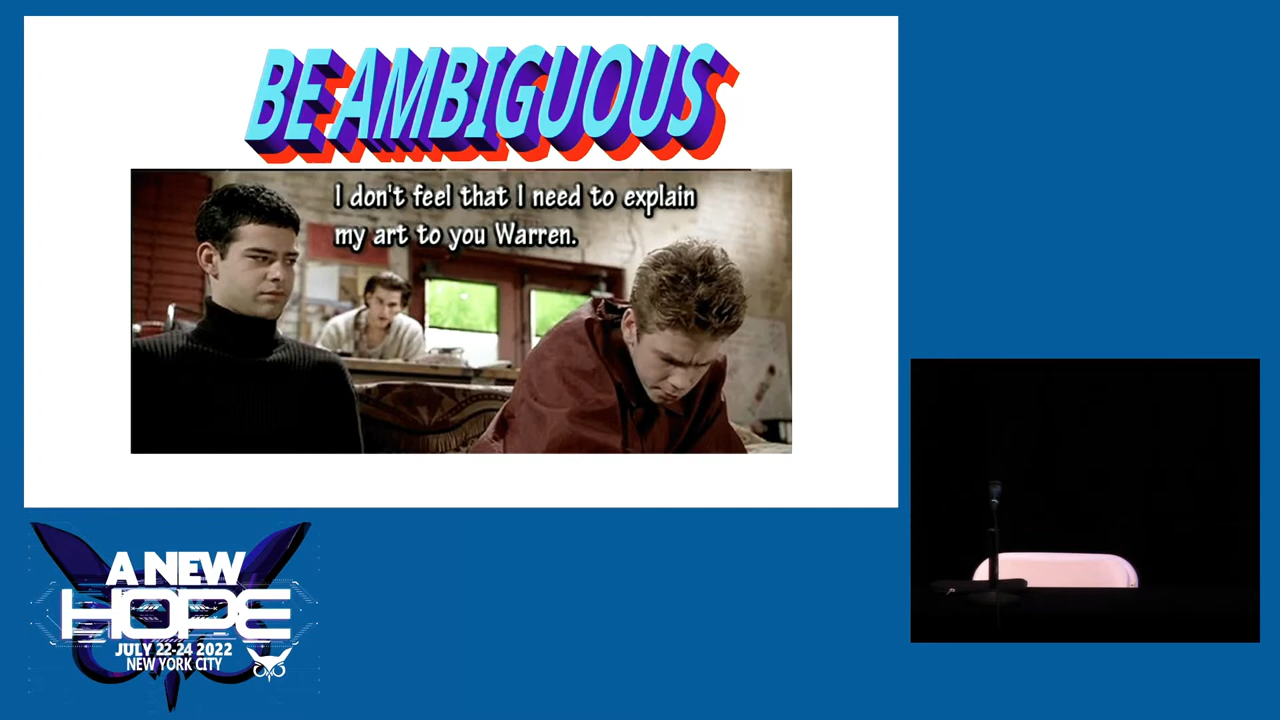 BE AMBIGUOUS
I don't feel that I need to explain
my art to you Warren.
A NEW
HOPE
JULY 22-24 2022
NEW YORK CITY